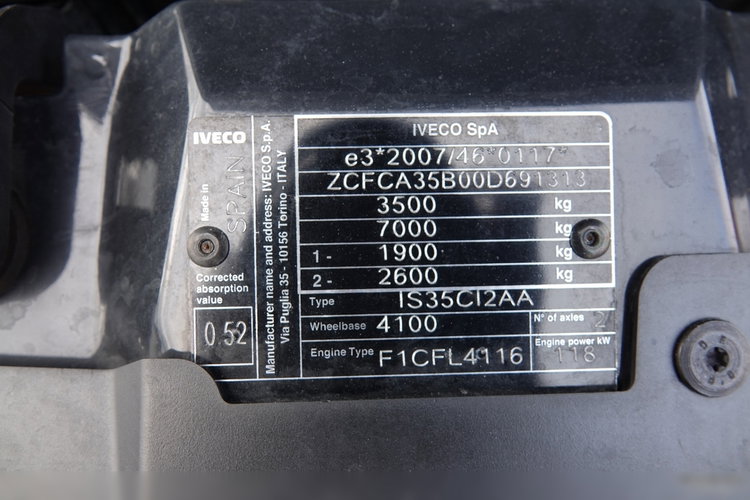 IVECO
Made in
SPAIN
Corrected
absorption
value
0.52
Manufacturer name and address: IVECO S.p.A.
Via Puglia 35 - 10156 Torino - ITALY
IVECO SpA
e3*2007/46*0117*
ZCFCA35B00D691313
3500 kg
7000 kg
1- 1900 kg
2- 2600 kg
Type IS35CI2AA
Wheelbase 4100 N° of axles 2
Engine Type F1CFL4116 Engine power kW 118